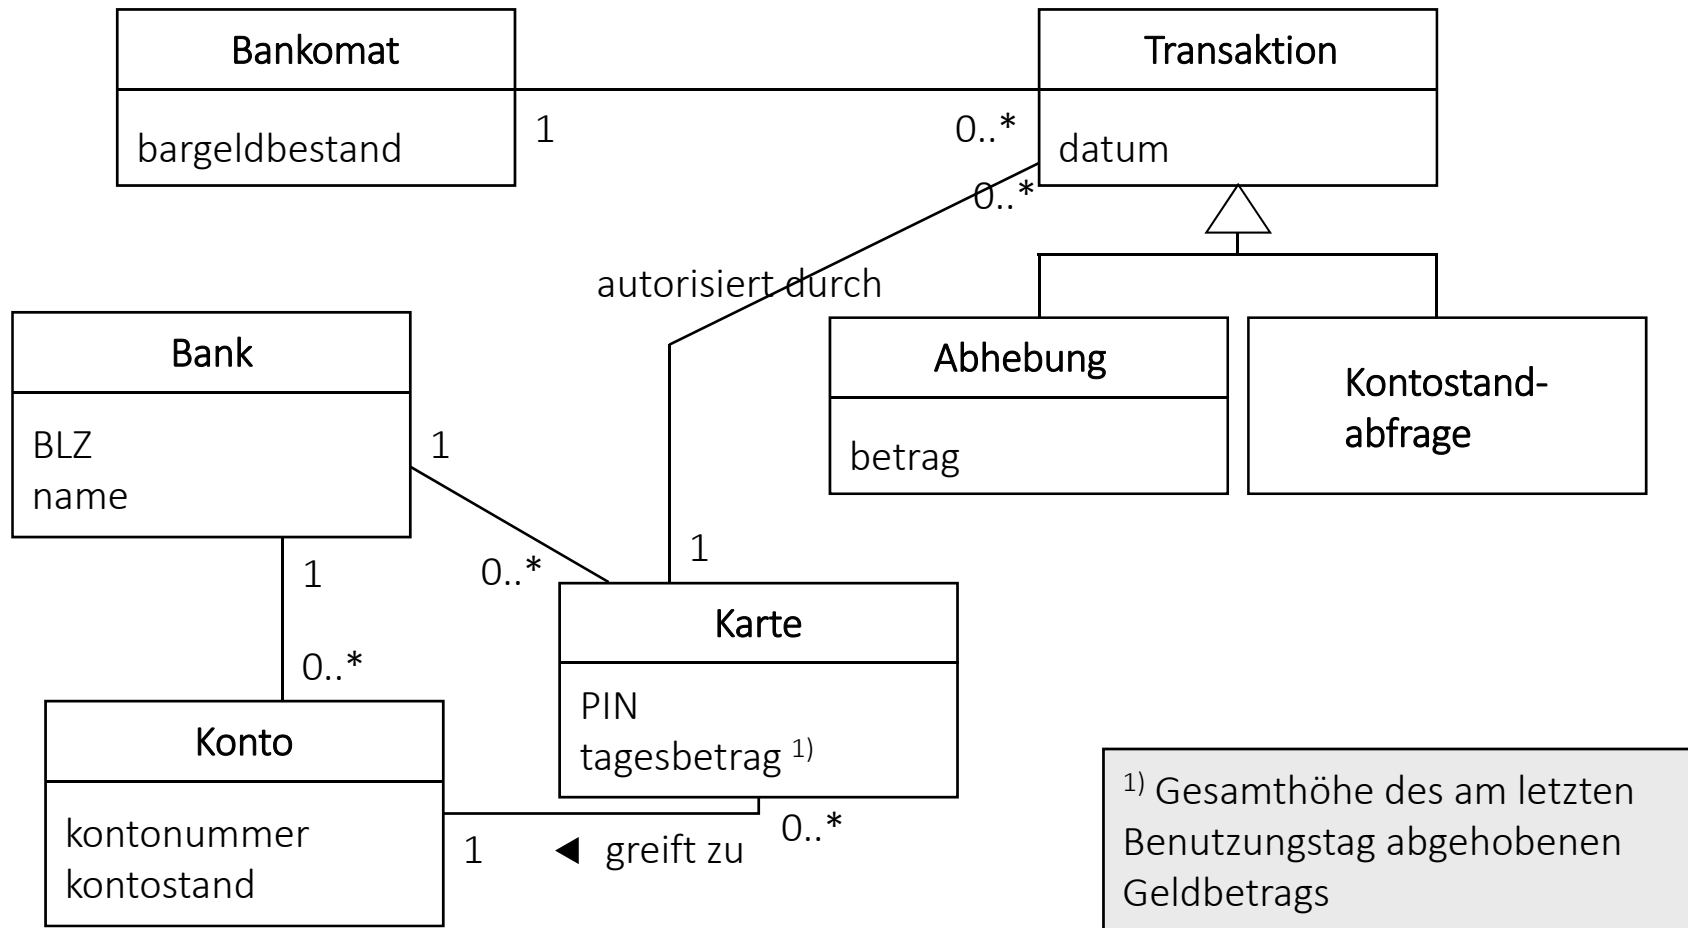 Bankomat
bargeldbestand
1
0..*
Transaktion
datum
0..*
autorisiert durch
1
Abhebung
betrag
Kontostand-
abfrage
Bank
BLZ
name
1
0..*
1
0..*
Karte
PIN
tagesbetrag 1)
Konto
kontonummer
kontostand
1
◄ greift zu
0..*
1) Gesamthöhe des am letzten
Benutzungstag abgehobenen
Geldbetrags